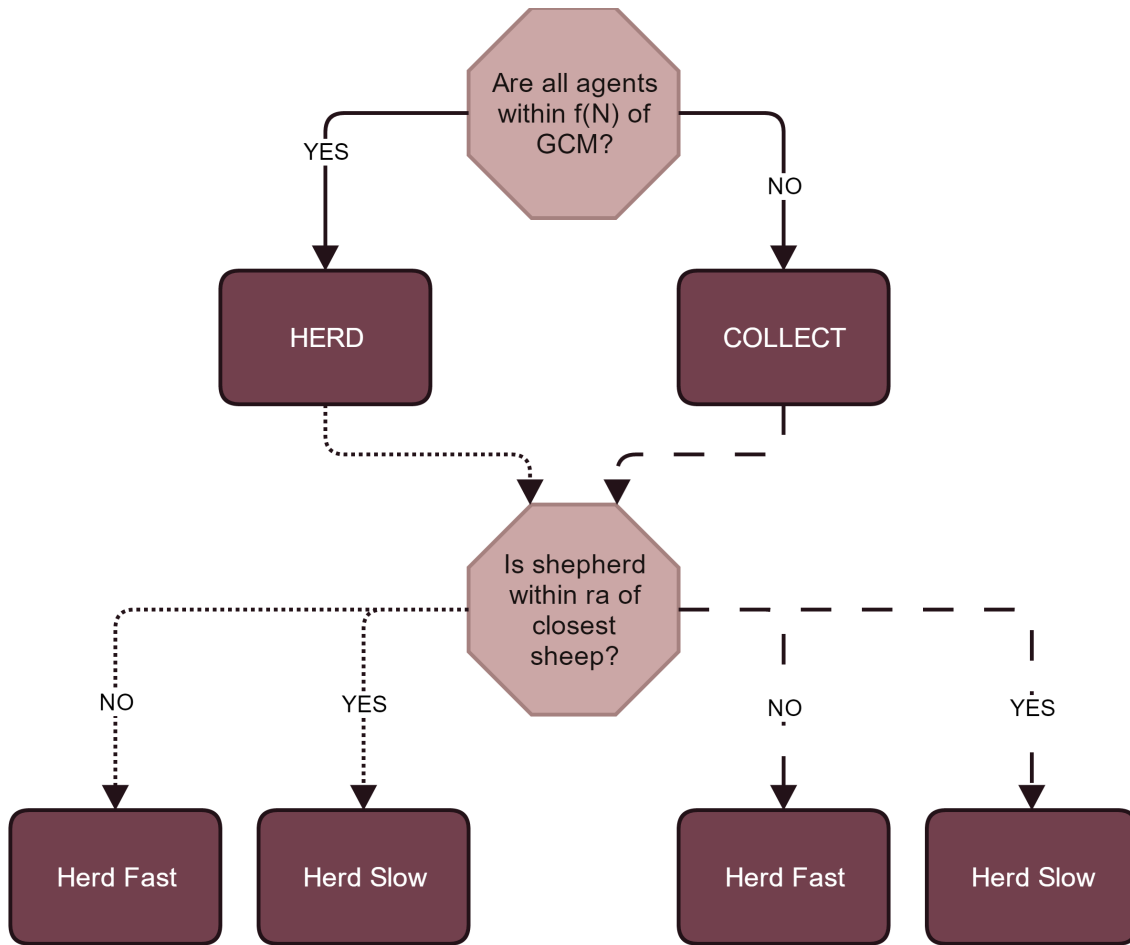 Are all agents
within f(N) of
GCM?
YES
NO
HERD
COLLECT
Is shepherd
within ra of
closest
sheep?
NO
YES
NO
YES
Herd Fast
Herd Slow
Herd Fast
Herd Slow